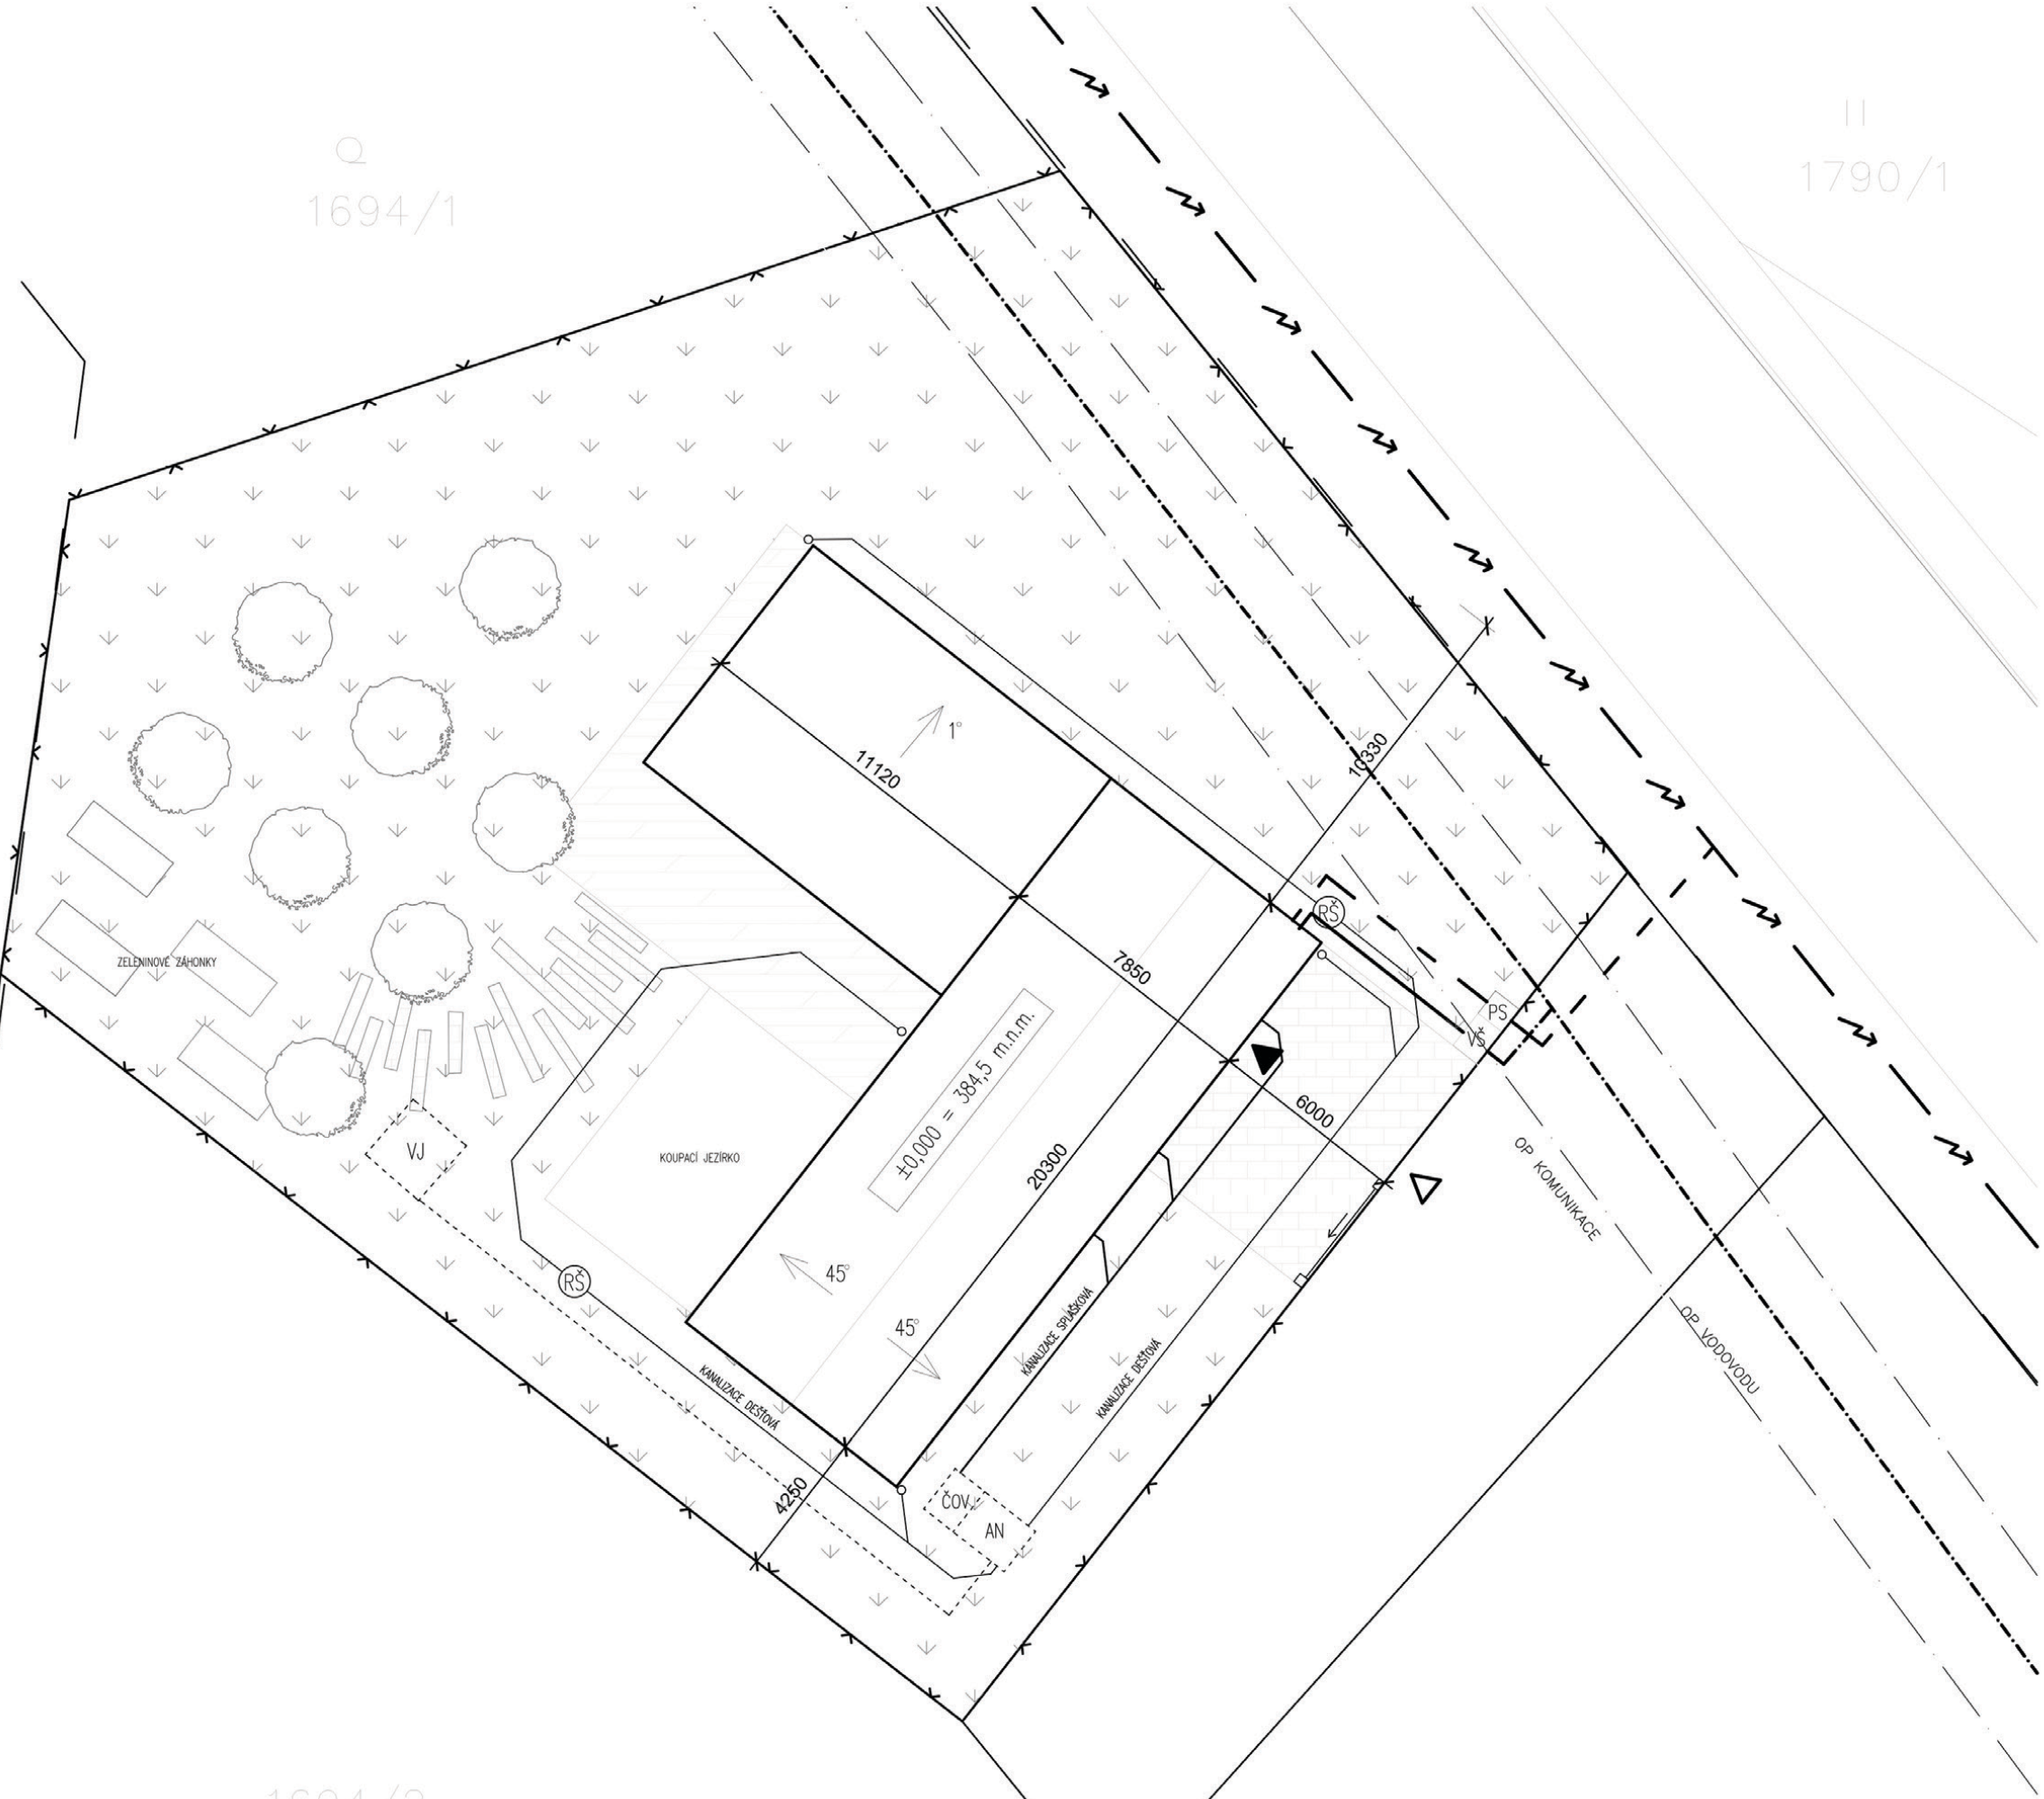 Q
1694/1
II
1790/1
1°
11120
10330
RŠ
ZELENINOVÉ ZÁHONKY
7850
PS
VŠ
±0,000 = 384,5 m.n.m.
6000
VJ
KOUPACÍ JEZÍRKO
20300
OP KOMUNIKACE
RŠ
45°
45°
KANALIZACE SPLAŠKOVÁ
OP VODOVODU
KANALIZACE DEŠŤOVÁ
KANALIZACE DEŠŤOVÁ
4250
ČOV
AN